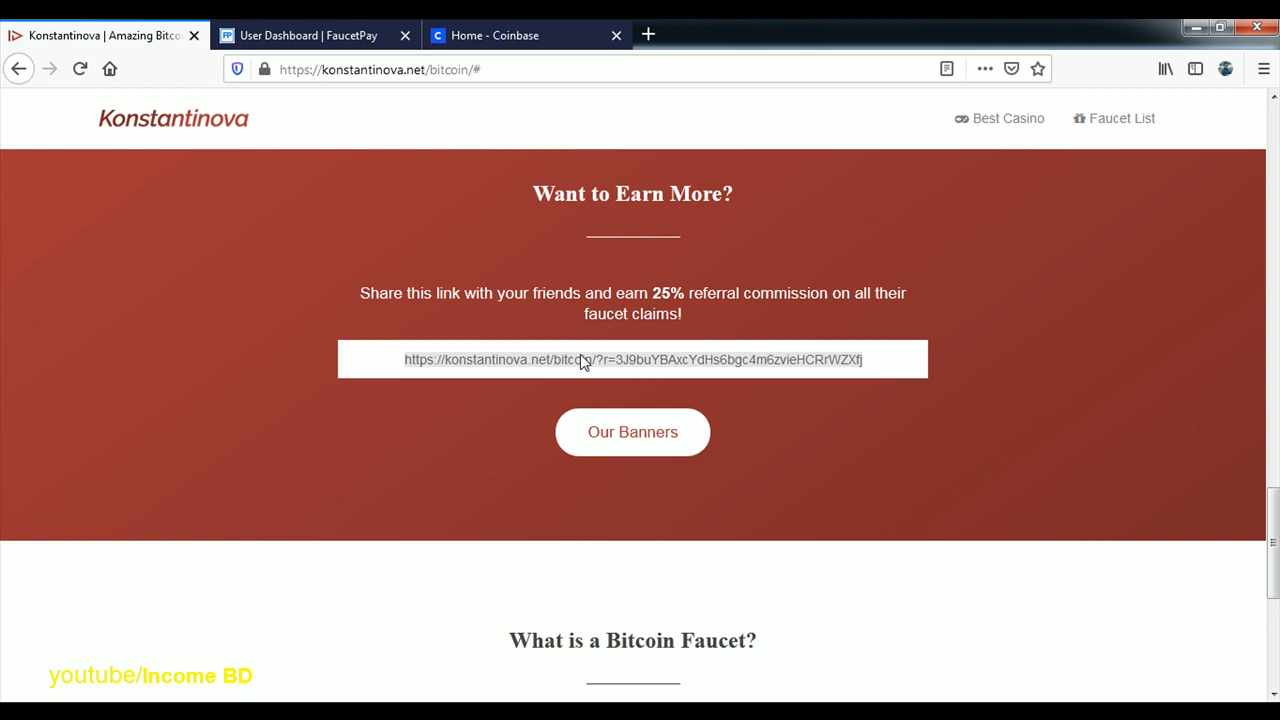 Konstantinova | Amazing Bitco
User Dashboard | FaucetPay
Home - Coinbase
https://konstantinova.net/bitcoin/#
Konstantinova
Best Casino
Faucet List
Want to Earn More?
Share this link with your friends and earn 25% referral commission on all their
faucet claims!
https://konstantinova.net/bitcoin/?r=3J9buYBAxcYdHs6bgc4m6zvieHCRrWZXfj
Our Banners
What is a Bitcoin Faucet?
youtube/Income BD